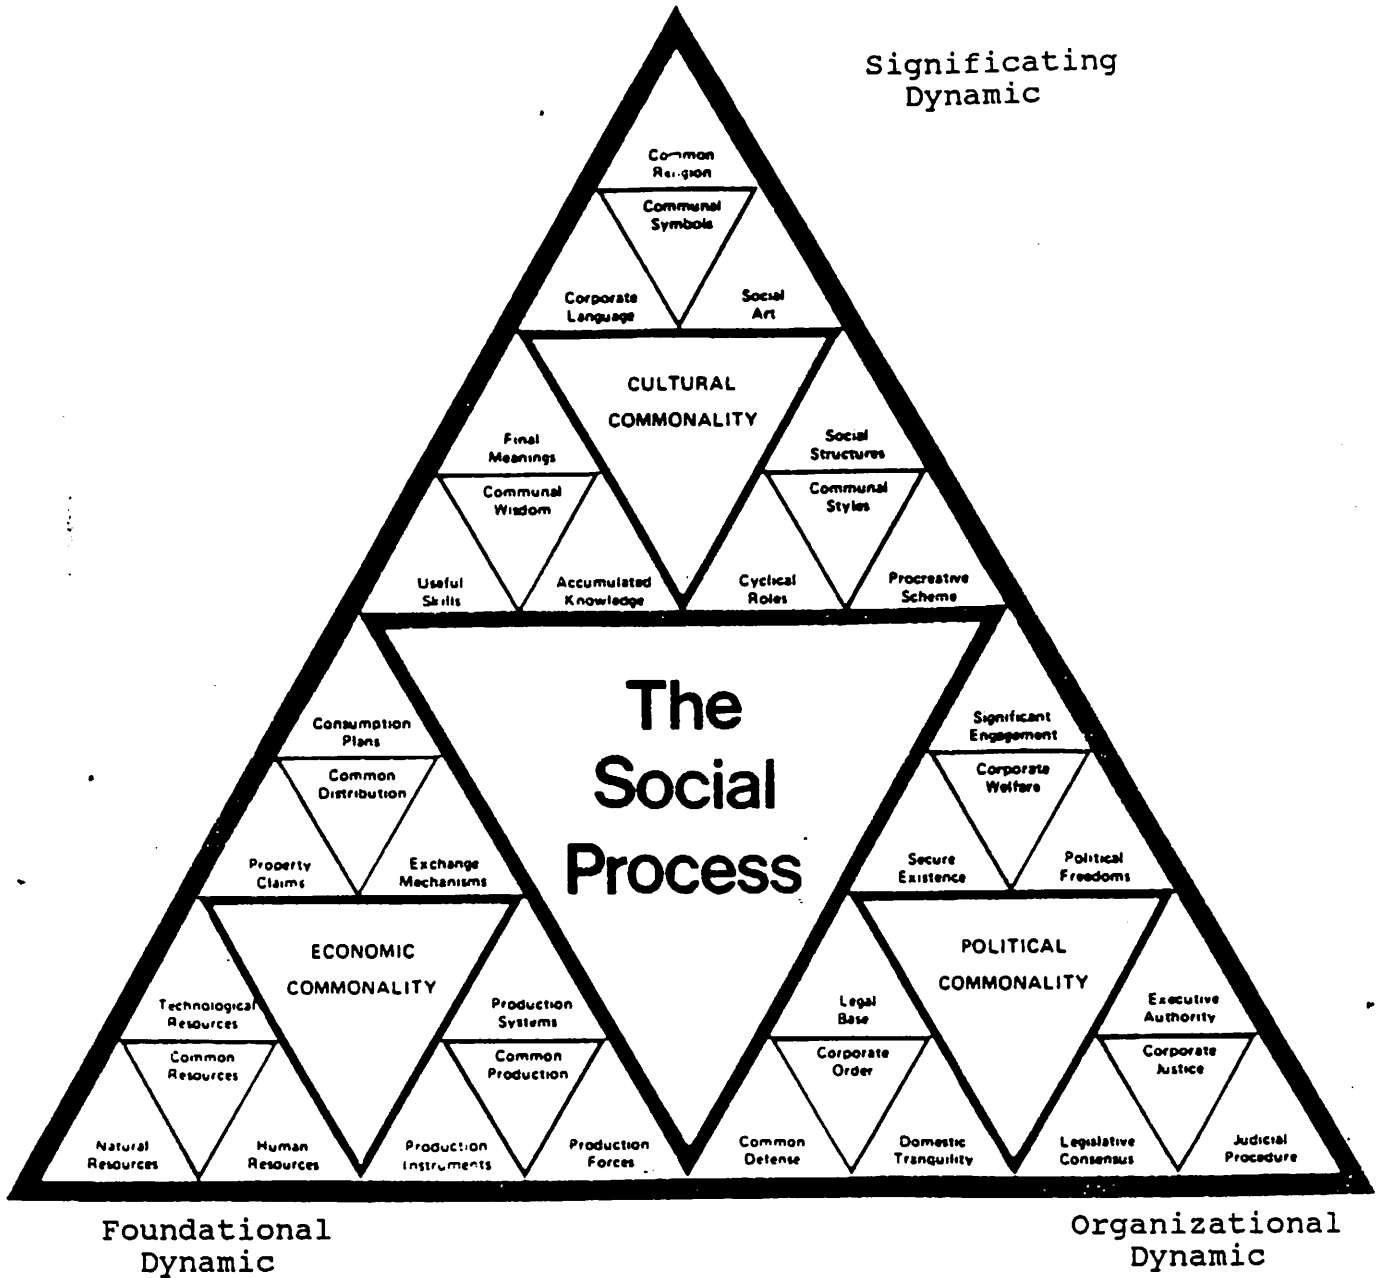 Significating
Dynamic
Common
Religion
Communal
Symbols
Corporate
Language
Social
Art
CULTURAL
COMMONALITY
Final
Meanings
Communal
Wisdom
Useful
Skills
Accumulated
Knowledge
Social
Structures
Communal
Styles
Cyclical
Roles
Procreative
Scheme
The
Social
Process
Consumption
Plans
Common
Distribution
Property
Claims
Exchange
Mechanisms
Significant
Engagement
Corporate
Welfare
Secure
Existence
Political
Freedoms
ECONOMIC
COMMONALITY
Technological
Resources
Common
Resources
Natural
Resources
Human
Resources
Production
Systems
Common
Production
Production
Instruments
Production
Forces
POLITICAL
COMMONALITY
Legal
Base
Corporate
Order
Common
Defense
Domestic
Tranquility
Executive
Authority
Corporate
Justice
Legislative
Consensus
Judicial
Procedure
Foundational
Dynamic
Organizational
Dynamic